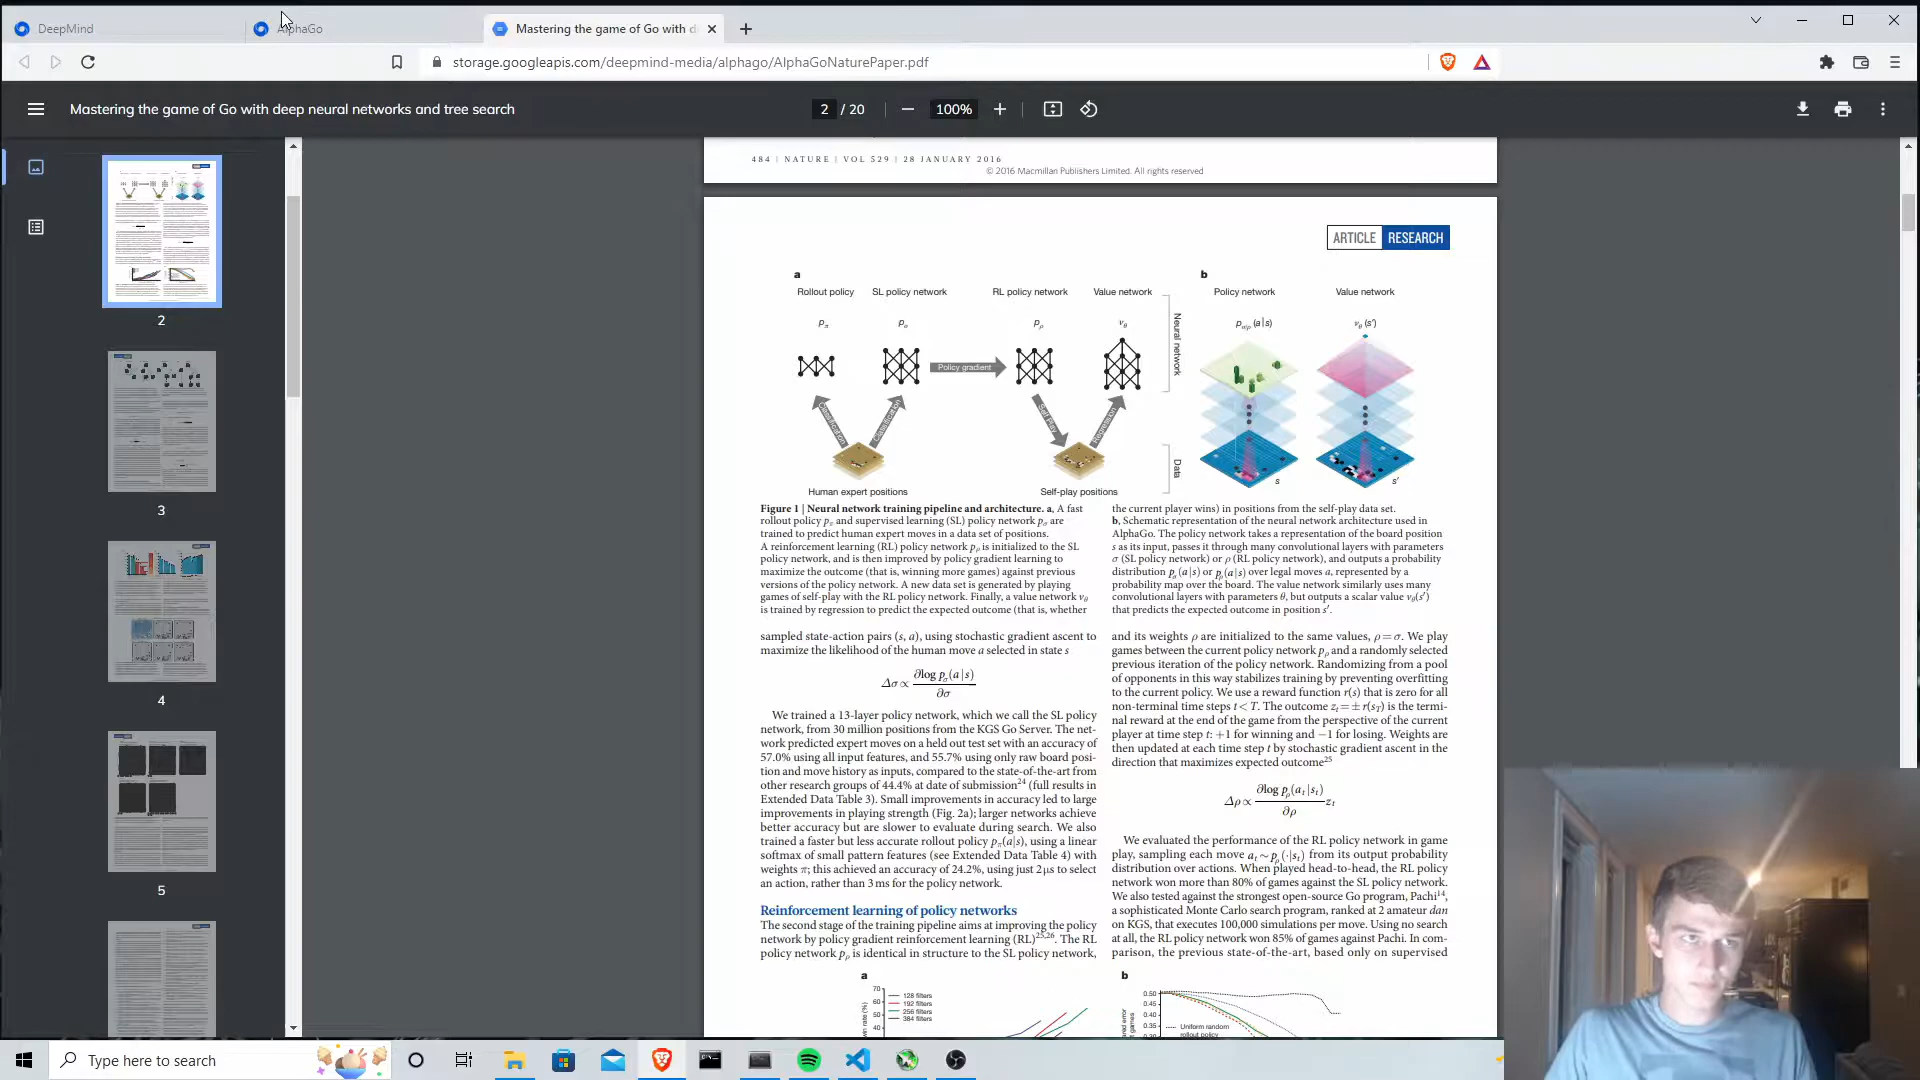 DeepMind
AlphaGo
Mastering the game of Go with d
storage.googleapis.com/deepmind-media/alphago/AlphaGoNaturePaper.pdf
Mastering the game of Go with deep neural networks and tree search
2 / 20
100%
2
3
4
5
484 | NATURE | VOL 529 | 28 JANUARY 2016
© 2016 Macmillan Publishers Limited. All rights reserved
ARTICLE RESEARCH
a
Rollout policy SL policy network RL policy network Value network
pπ pσ pρ vθ
Policy gradient
Classification Classification Self Play Regression
Neural network
Data
Human expert positions Self-play positions
b
Policy network Value network
pσ/ρ (a|s) vθ (s′)
s s′
Figure 1 | Neural network training pipeline and architecture. a, A fast
rollout policy pπ and supervised learning (SL) policy network pσ are
trained to predict human expert moves in a data set of positions.
A reinforcement learning (RL) policy network pρ is initialized to the SL
policy network, and is then improved by policy gradient learning to
maximize the outcome (that is, winning more games) against previous
versions of the policy network. A new data set is generated by playing
games of self-play with the RL policy network. Finally, a value network vθ
is trained by regression to predict the expected outcome (that is, whether
the current player wins) in positions from the self-play data set.
b, Schematic representation of the neural network architecture used in
AlphaGo. The policy network takes a representation of the board position
s as its input, passes it through many convolutional layers with parameters
σ (SL policy network) or ρ (RL policy network), and outputs a probability
distribution pσ(a|s) or pρ(a|s) over legal moves a, represented by a
probability map over the board. The value network similarly uses many
convolutional layers with parameters θ, but outputs a scalar value vθ(s′)
that predicts the expected outcome in position s′.
sampled state-action pairs (s, a), using stochastic gradient ascent to
maximize the likelihood of the human move a selected in state s
Δσ ∝ ∂log pσ(a|s) / ∂σ
We trained a 13-layer policy network, which we call the SL policy
network, from 30 million positions from the KGS Go Server. The net-
work predicted expert moves on a held out test set with an accuracy of
57.0% using all input features, and 55.7% using only raw board posi-
tion and move history as inputs, compared to the state-of-the-art from
other research groups of 44.4% at date of submission24 (full results in
Extended Data Table 3). Small improvements in accuracy led to large
improvements in playing strength (Fig. 2a); larger networks achieve
better accuracy but are slower to evaluate during search. We also
trained a faster but less accurate rollout policy pπ(a|s), using a linear
softmax of small pattern features (see Extended Data Table 4) with
weights π; this achieved an accuracy of 24.2%, using just 2 μs to select
an action, rather than 3 ms for the policy network.
Reinforcement learning of policy networks
The second stage of the training pipeline aims at improving the policy
network by policy gradient reinforcement learning (RL)25,26. The RL
policy network pρ is identical in structure to the SL policy network,
and its weights ρ are initialized to the same values, ρ = σ. We play
games between the current policy network pρ and a randomly selected
previous iteration of the policy network. Randomizing from a pool
of opponents in this way stabilizes training by preventing overfitting
to the current policy. We use a reward function r(s) that is zero for all
non-terminal time steps t < T. The outcome zt = ± r(sT) is the termi-
nal reward at the end of the game from the perspective of the current
player at time step t: +1 for winning and −1 for losing. Weights are
then updated at each time step t by stochastic gradient ascent in the
direction that maximizes expected outcome25
Δρ ∝ ∂log pρ(at|st) / ∂ρ zt
We evaluated the performance of the RL policy network in game
play, sampling each move at ~ pρ(·|st) from its output probability
distribution over actions. When played head-to-head, the RL policy
network won more than 80% of games against the SL policy network.
We also tested against the strongest open-source Go program, Pachi14,
a sophisticated Monte Carlo search program, ranked at 2 amateur dan
on KGS, that executes 100,000 simulations per move. Using no search
at all, the RL policy network won 85% of games against Pachi. In com-
parison, the previous state-of-the-art, based only on supervised
a
70
60
50
40
128 filters
192 filters
256 filters
384 filters
b
0.50
0.45
0.40
0.35
Uniform random
rollout policy
Type here to search